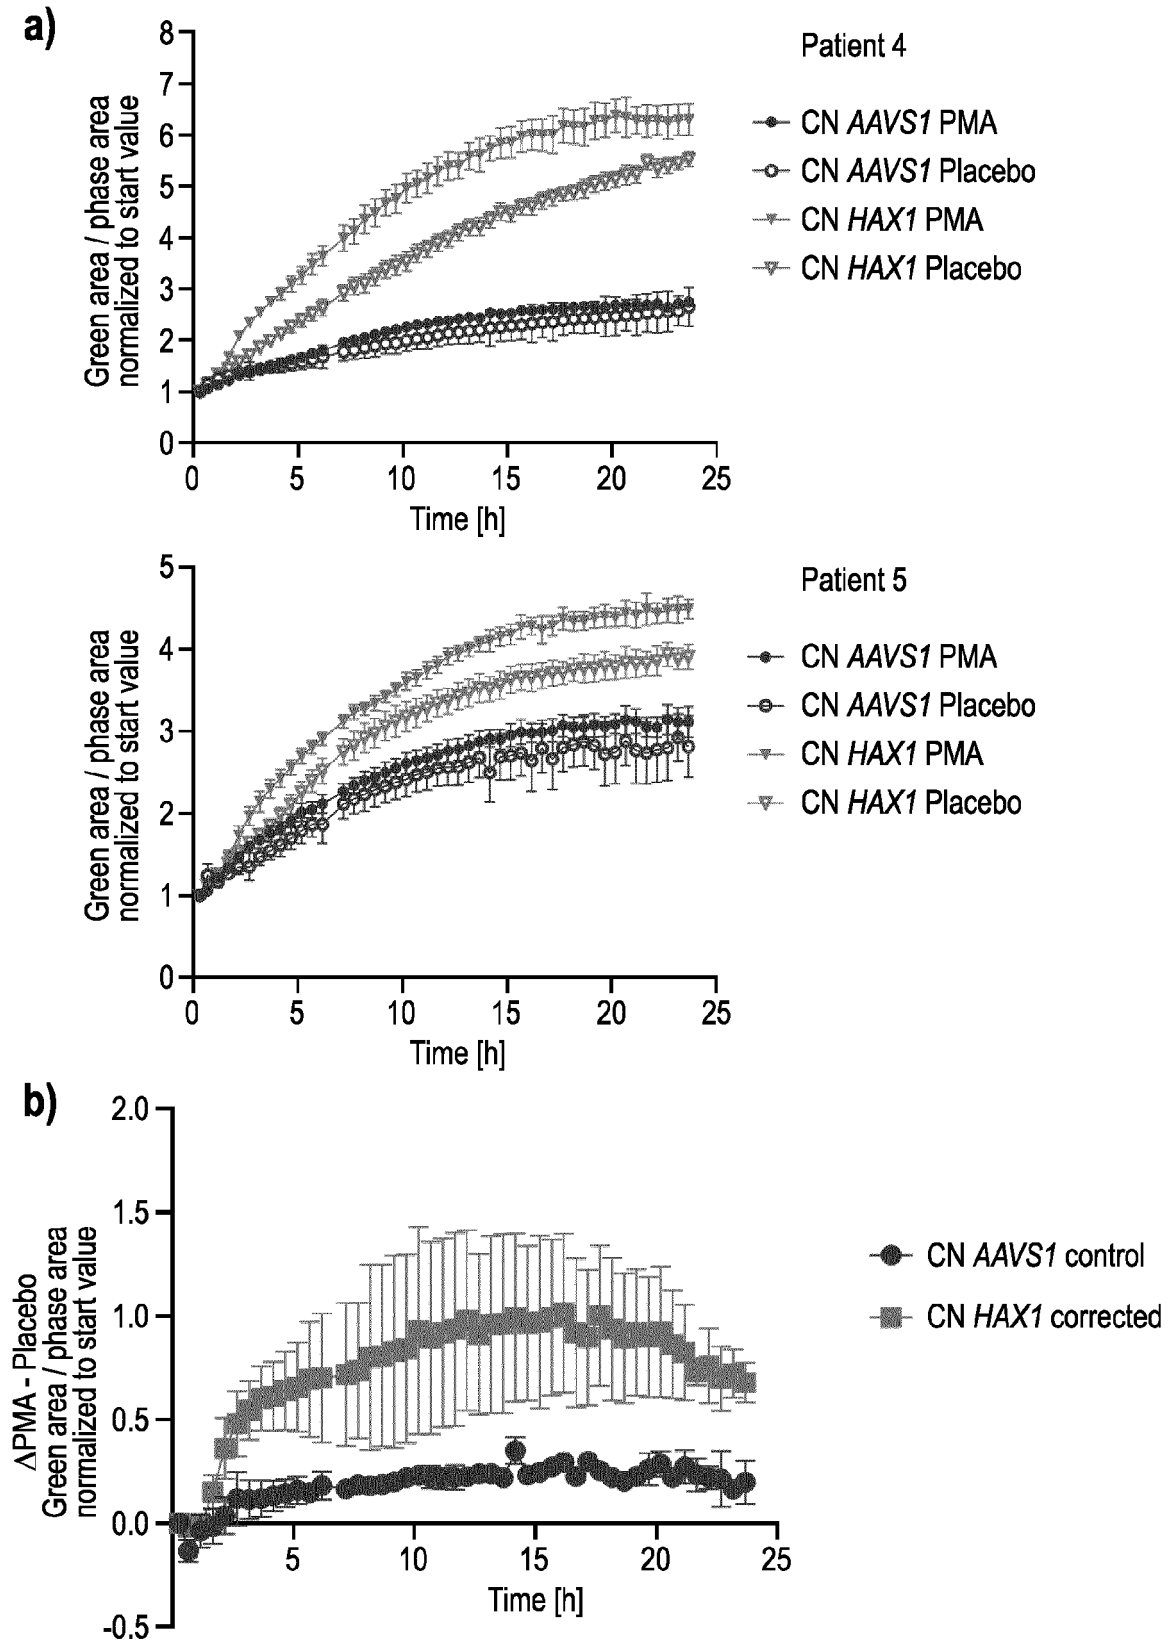 a)
8
7
6
5
4
3
2
1
0
Green area / phase area
normalized to start value
0 5 10 15 20 25
Time [h]
Patient 4
CN AAVS1 PMA
CN AAVS1 Placebo
CN HAX1 PMA
CN HAX1 Placebo
5
4
3
2
1
0
Green area / phase area
normalized to start value
0 5 10 15 20 25
Time [h]
Patient 5
CN AAVS1 PMA
CN AAVS1 Placebo
CN HAX1 PMA
CN HAX1 Placebo
b)
2.0
1.5
1.0
0.5
0.0
-0.5
ΔPMA - Placebo
Green area / phase area
normalized to start value
5 10 15 20 25
Time [h]
CN AAVS1 control
CN HAX1 corrected